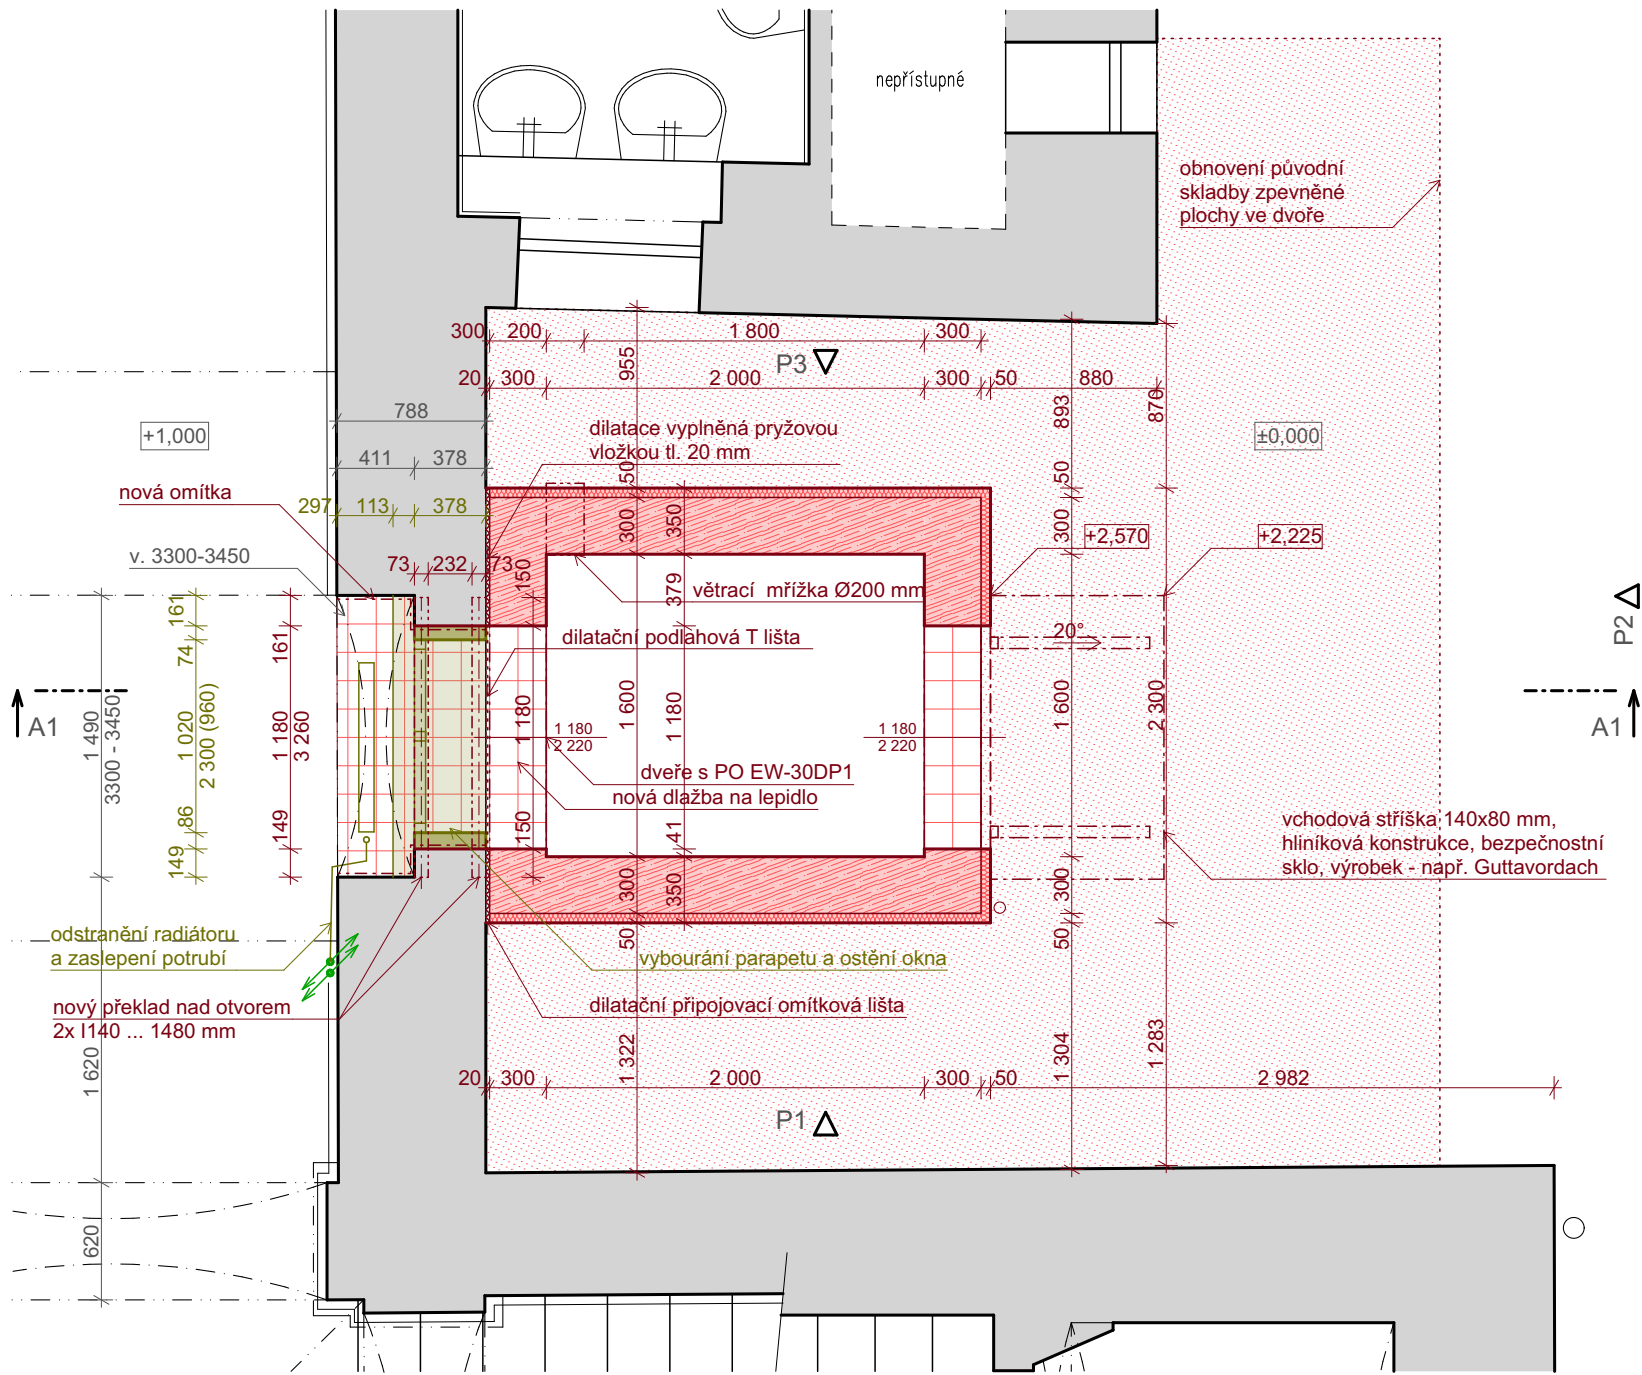 nepřístupné
obnovení původní
skladby zpevněné
plochy ve dvoře
300 200 1 800 300
P3
955
20 300 2 000 300 50 880
893
870
788
+1,000
±0,000
dilatace vyplněná pryžovou
vložkou tl. 20 mm
411 378
50
50
nová omítka
297 113 378
300
350
300
+2,570
+2,225
v. 3300-3450
73 232 73
150
379
větrací mřížka Ø200 mm
161
161
74
dilatační podlahová T lišta
20°
P2
A1
1 490
3300 - 3450
1 020
2 300 (960)
1 180
3 260
1 180
1 600
1 180
1 180
2 220
1 180
2 220
1 600
2 300
A1
dveře s PO EW-30DP1
nová dlažba na lepidlo
86
149
149
150
41
vchodová stříška 140x80 mm,
hliníková konstrukce, bezpečnostní
sklo, výrobek - např. Guttavordach
300
350
300
odstranění radiátoru
a zaslepení potrubí
50
50
vybourání parapetu a ostění okna
nový překlad nad otvorem
2x I140 ... 1480 mm
dilatační připojovací omítková lišta
1 620
1 322
1 304
1 283
20 300 2 000 300 50 2 982
P1
620